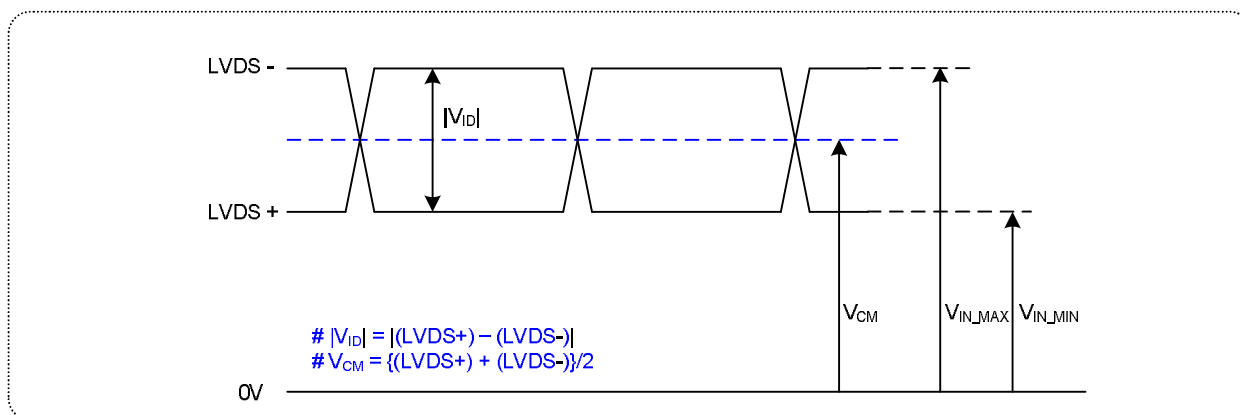 LVDS -
|VID|
LVDS +
VCM
VIN_MAX
VIN_MIN
# |VID| = |(LVDS+) – (LVDS-)|
# VCM = {(LVDS+) + (LVDS-)}/2
0V